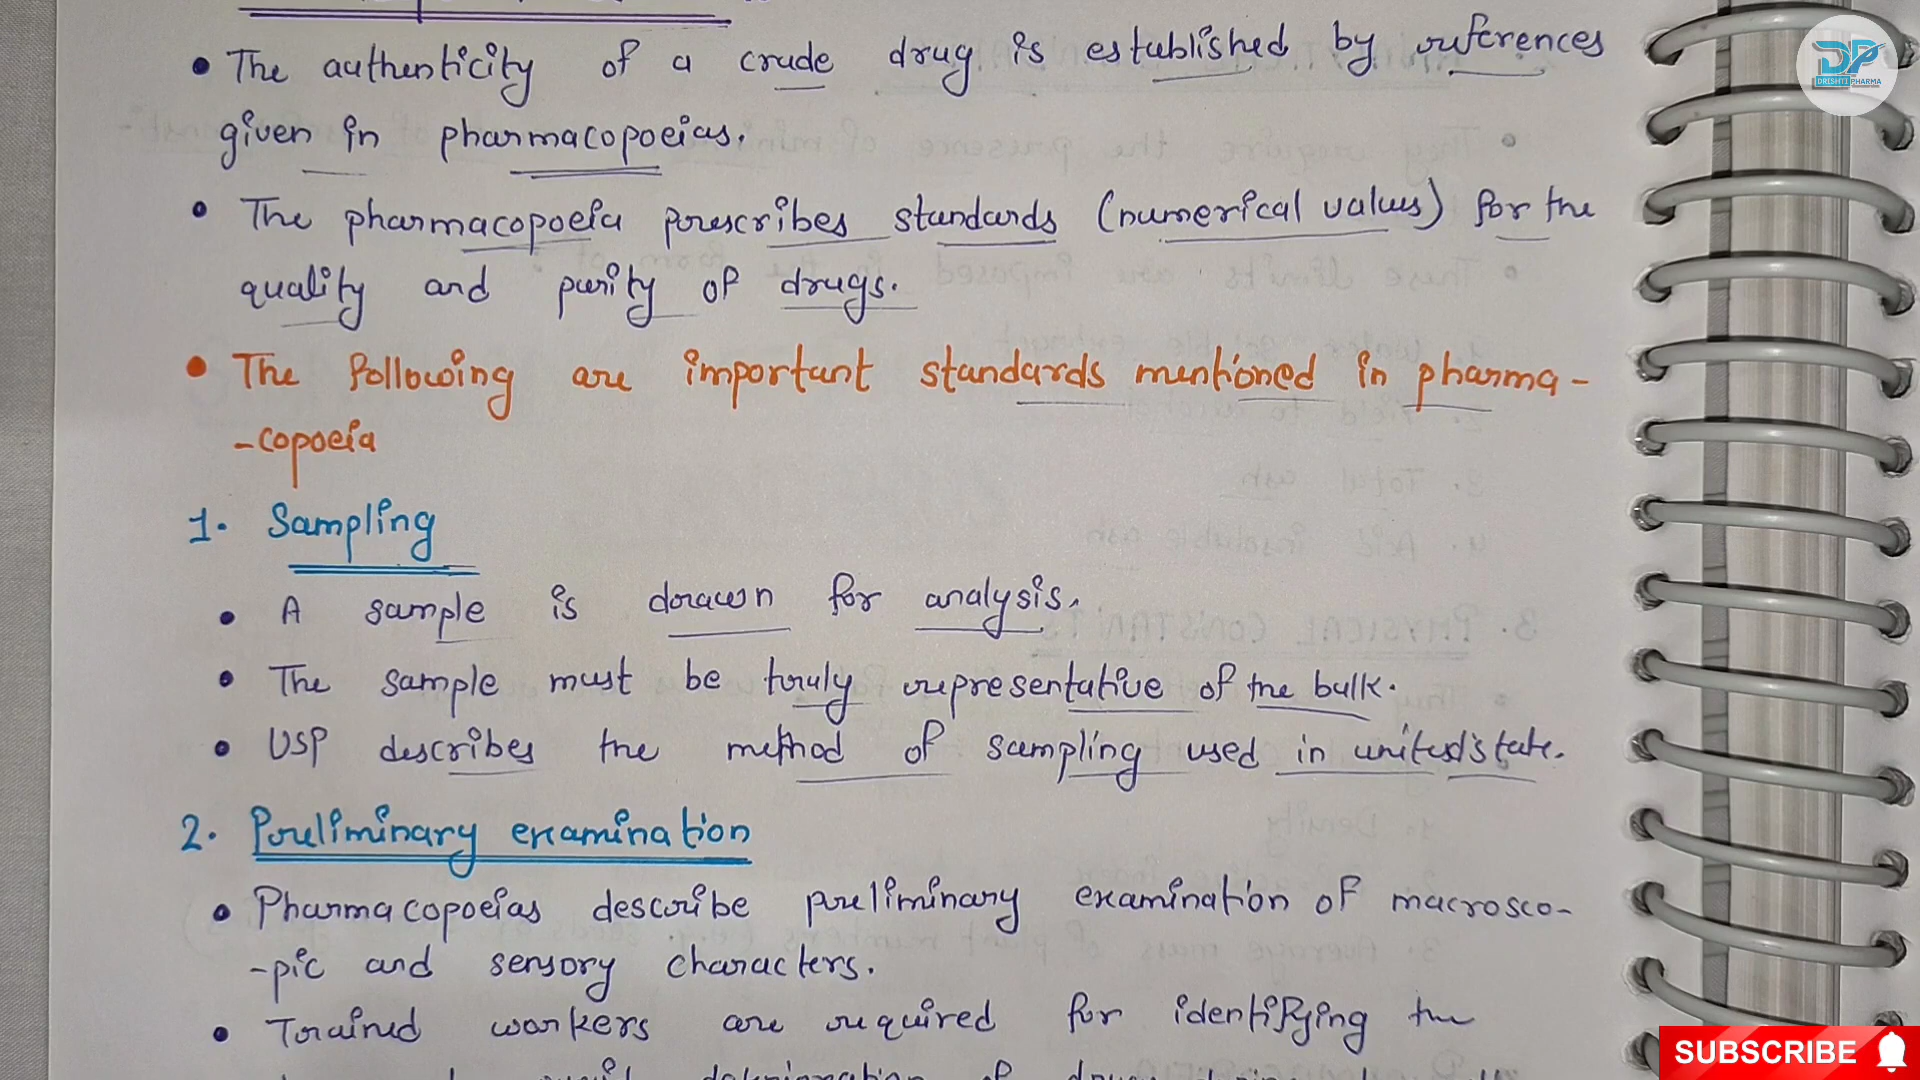 • The authenticity of a crude drug is established by references
given in pharmacopoeias.
• The pharmacopoeia prescribes standards (numerical values) for the
quality and purity of drugs.
• The following are important standards mentioned in pharma-
-copoeia
1. Sampling
• A sample is drawn for analysis.
• The sample must be truly representative of the bulk.
• USP describes the method of sampling used in united state.
2. Preliminary examination
• Pharmacopoeias describe preliminary examination of macrosco-
-pic and sensory characters.
• Trained workers are required for identifying the
of
DP
DRISHTI PHARMA
SUBSCRIBE